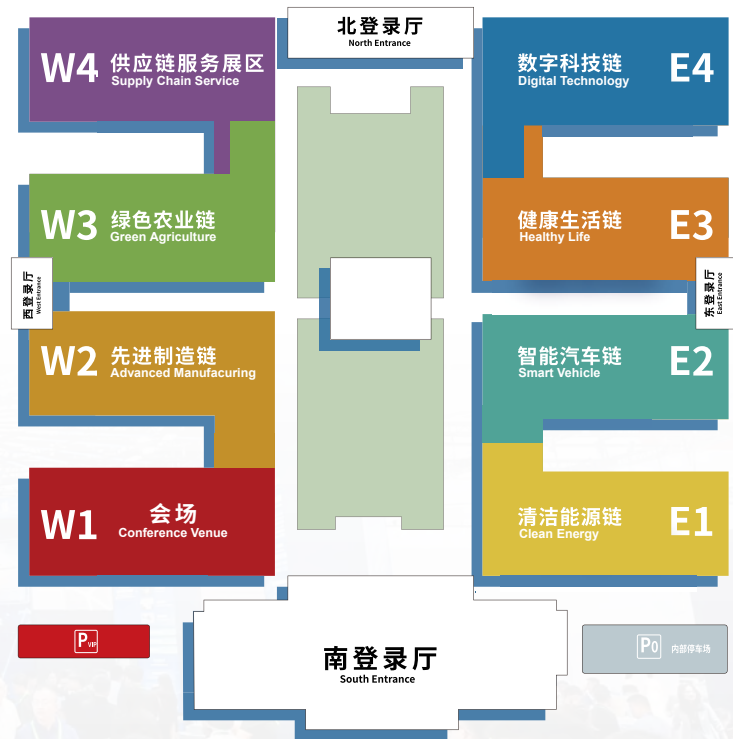 北登录厅
North Entrance
W4
供应链服务展区
Supply Chain Service
数字科技链
Digital Technology
E4
W3
绿色农业链
Green Agriculture
健康生活链
Healthy Life
E3
西登录厅
West Entrance
东登录厅
East Entrance
W2
先进制造链
Advanced Manufacuring
智能汽车链
Smart Vehicle
E2
W1
会场
Conference Venue
清洁能源链
Clean Energy
E1
南登录厅
South Entrance
P VIP
P0
内部停车场